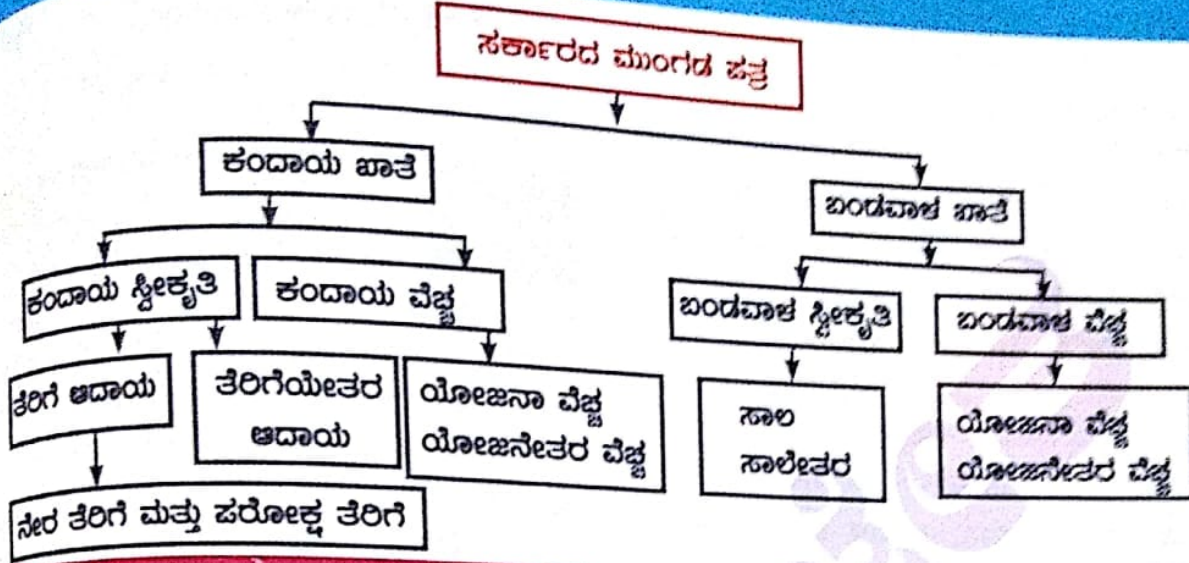 ಸರ್ಕಾರದ ಮುಂಗಡ ಪತ್ರ
ಕಂದಾಯ ಖಾತೆ
ಬಂಡವಾಳ ಖಾತೆ
ಕಂದಾಯ ಸ್ವೀಕೃತಿ
ಕಂದಾಯ ವೆಚ್ಚ
ಬಂಡವಾಳ ಸ್ವೀಕೃತಿ
ಬಂಡವಾಳ ವೆಚ್ಚ
ತೆರಿಗೆ ಆದಾಯ
ತೆರಿಗೆಯೇತರ
ಆದಾಯ
ಯೋಜನಾ ವೆಚ್ಚ
ಯೋಜನೇತರ ವೆಚ್ಚ
ಸಾಲ
ಸಾಲೇತರ
ಯೋಜನಾ ವೆಚ್ಚ
ಯೋಜನೇತರ ವೆಚ್ಚ
ನೇರ ತೆರಿಗೆ ಮತ್ತು ಪರೋಕ್ಷ ತೆರಿಗೆ